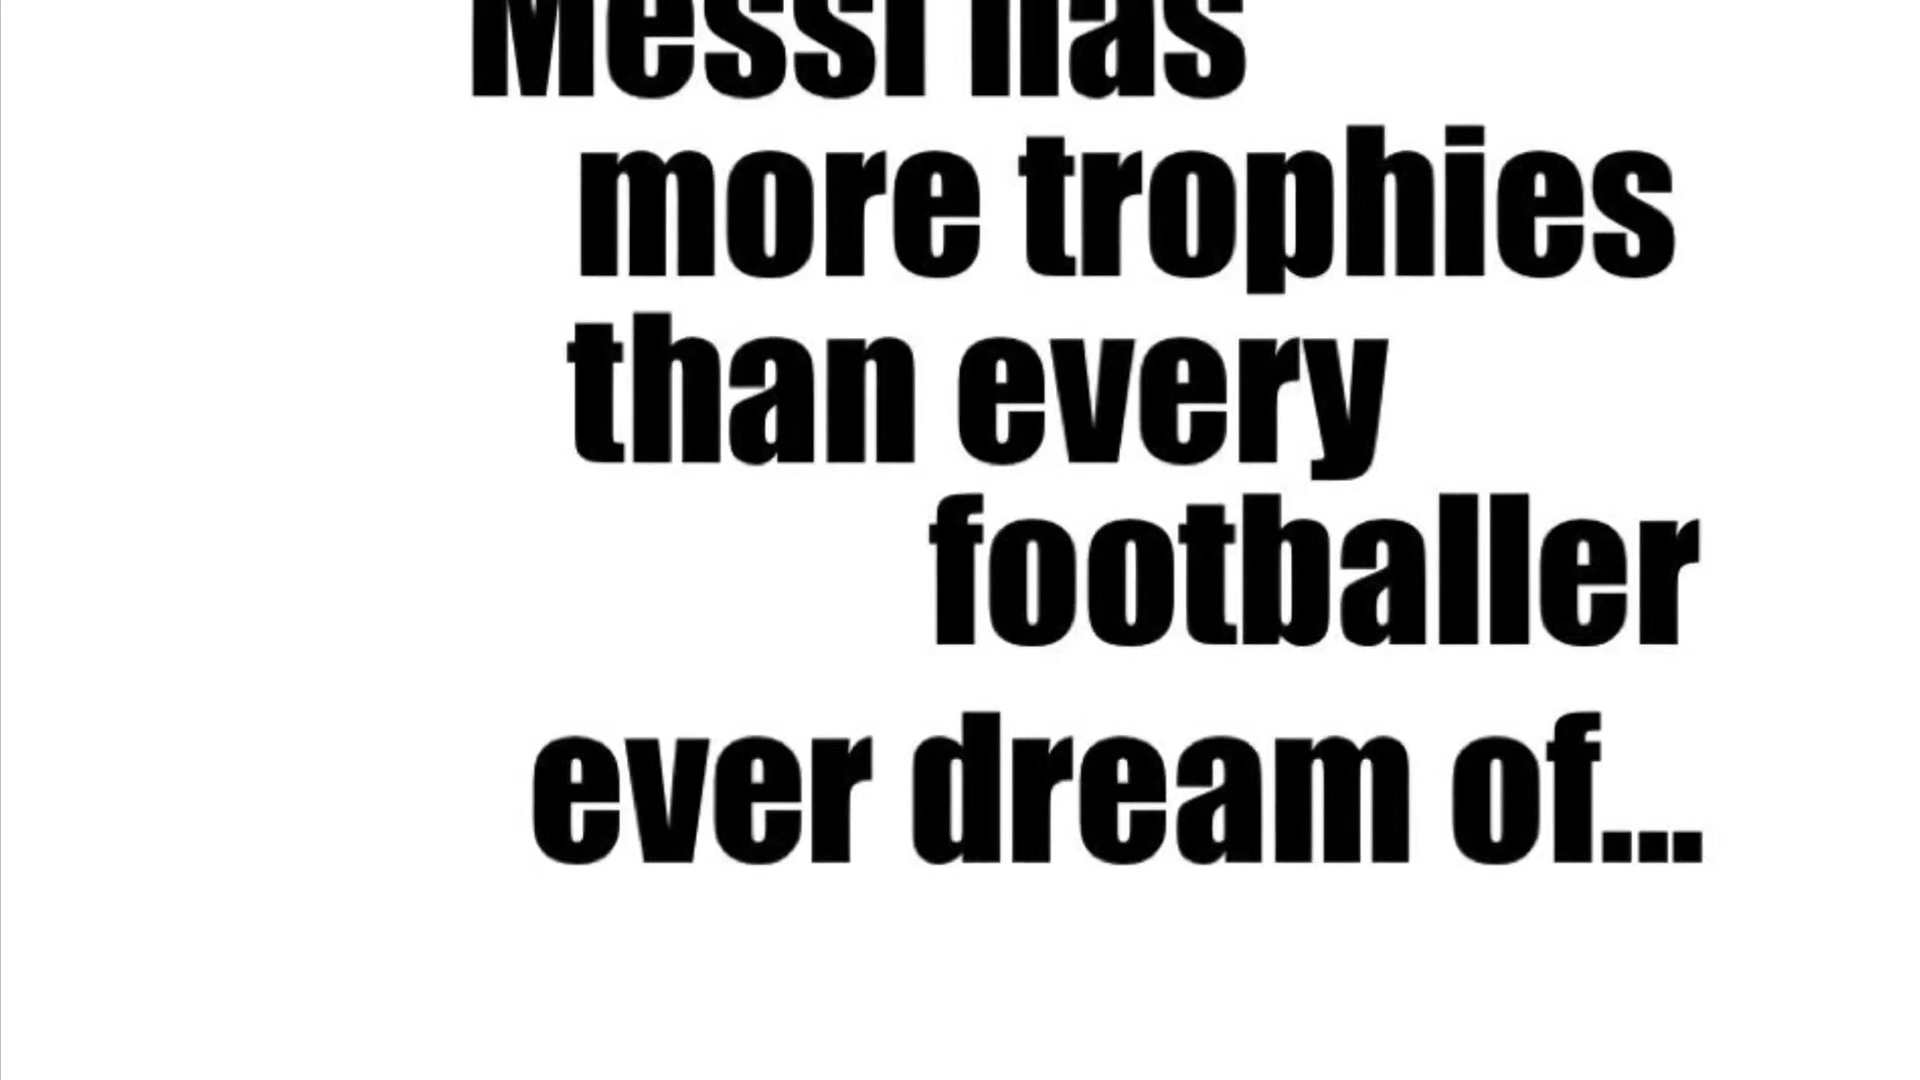 Messi has
more trophies
than every
footballer
ever dream of...